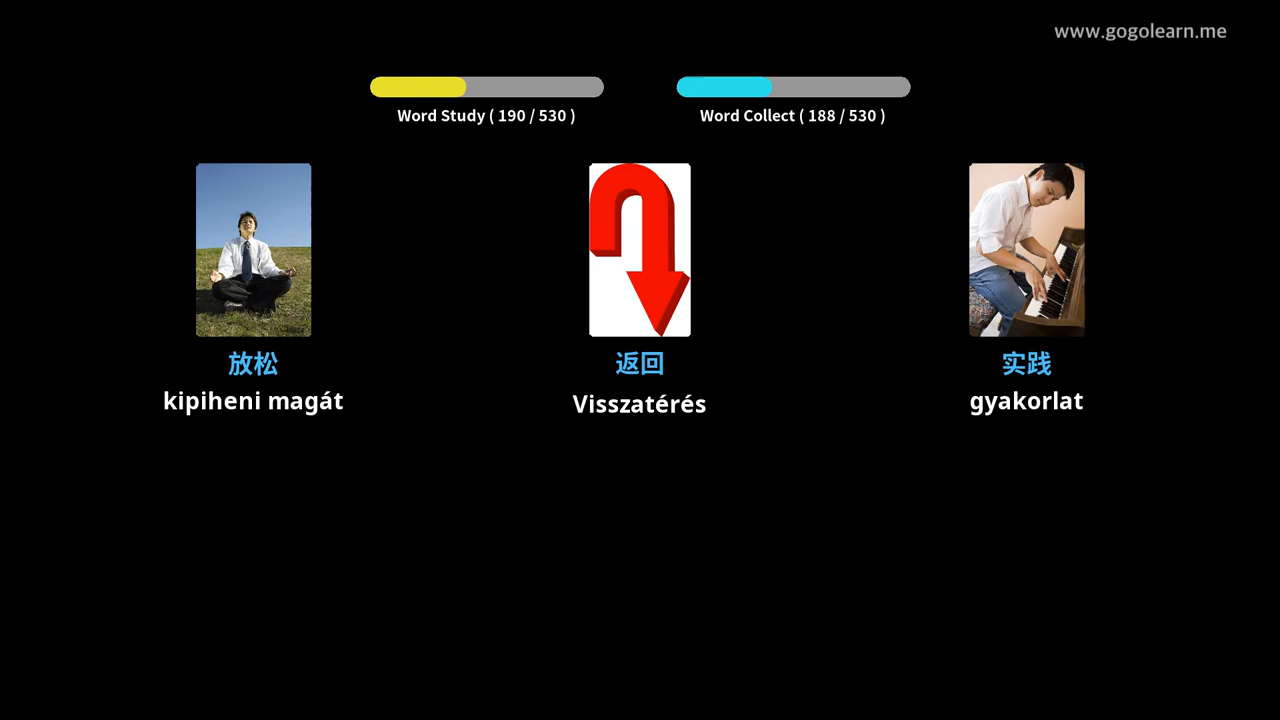 www.gogolearn.me
Word Study ( 190 / 530 )
Word Collect ( 188 / 530 )
放松
返回
实践
kipiheni magát
Visszatérés
gyakorlat